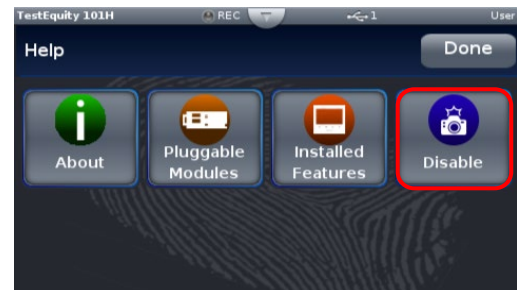 TestEquity 101H REC 1 User
Help Done
About
Pluggable
Modules
Installed
Features
Disable